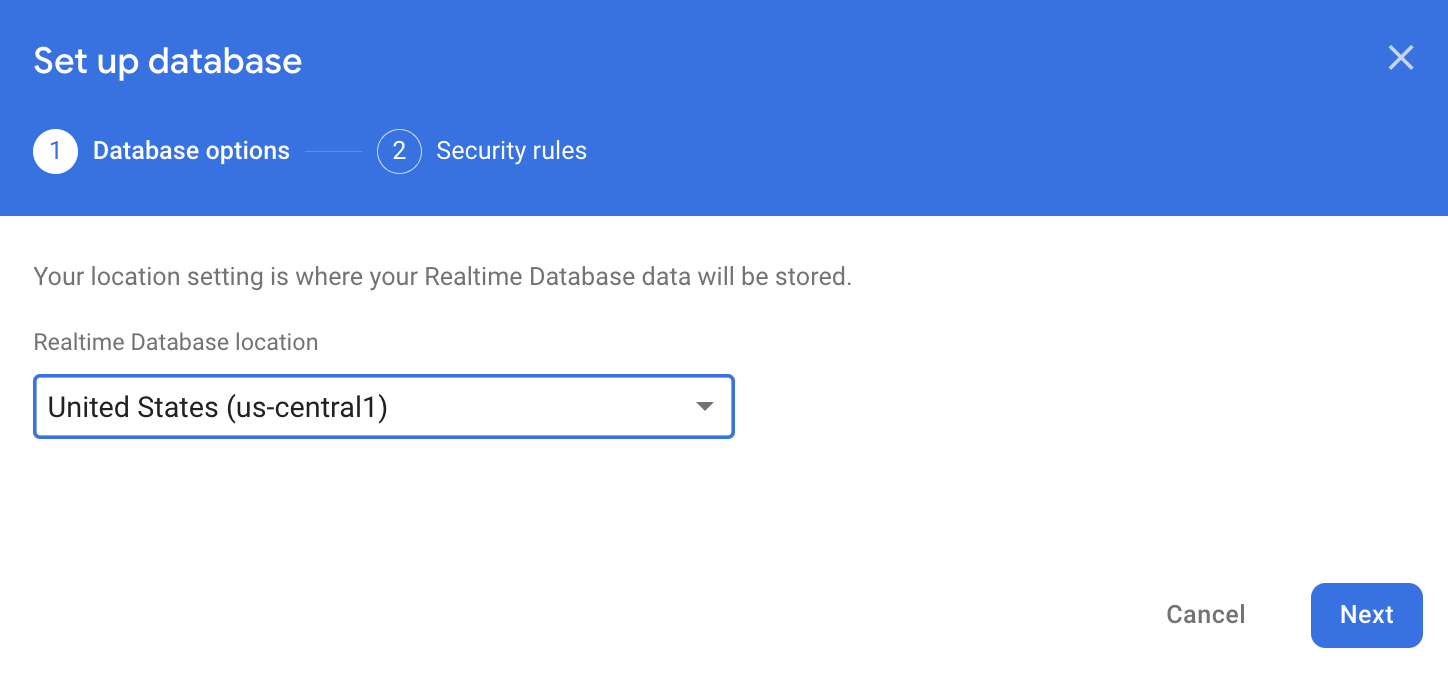 Set up database
1 Database options 2 Security rules
Your location setting is where your Realtime Database data will be stored.
Realtime Database location
United States (us-central1)
Cancel Next